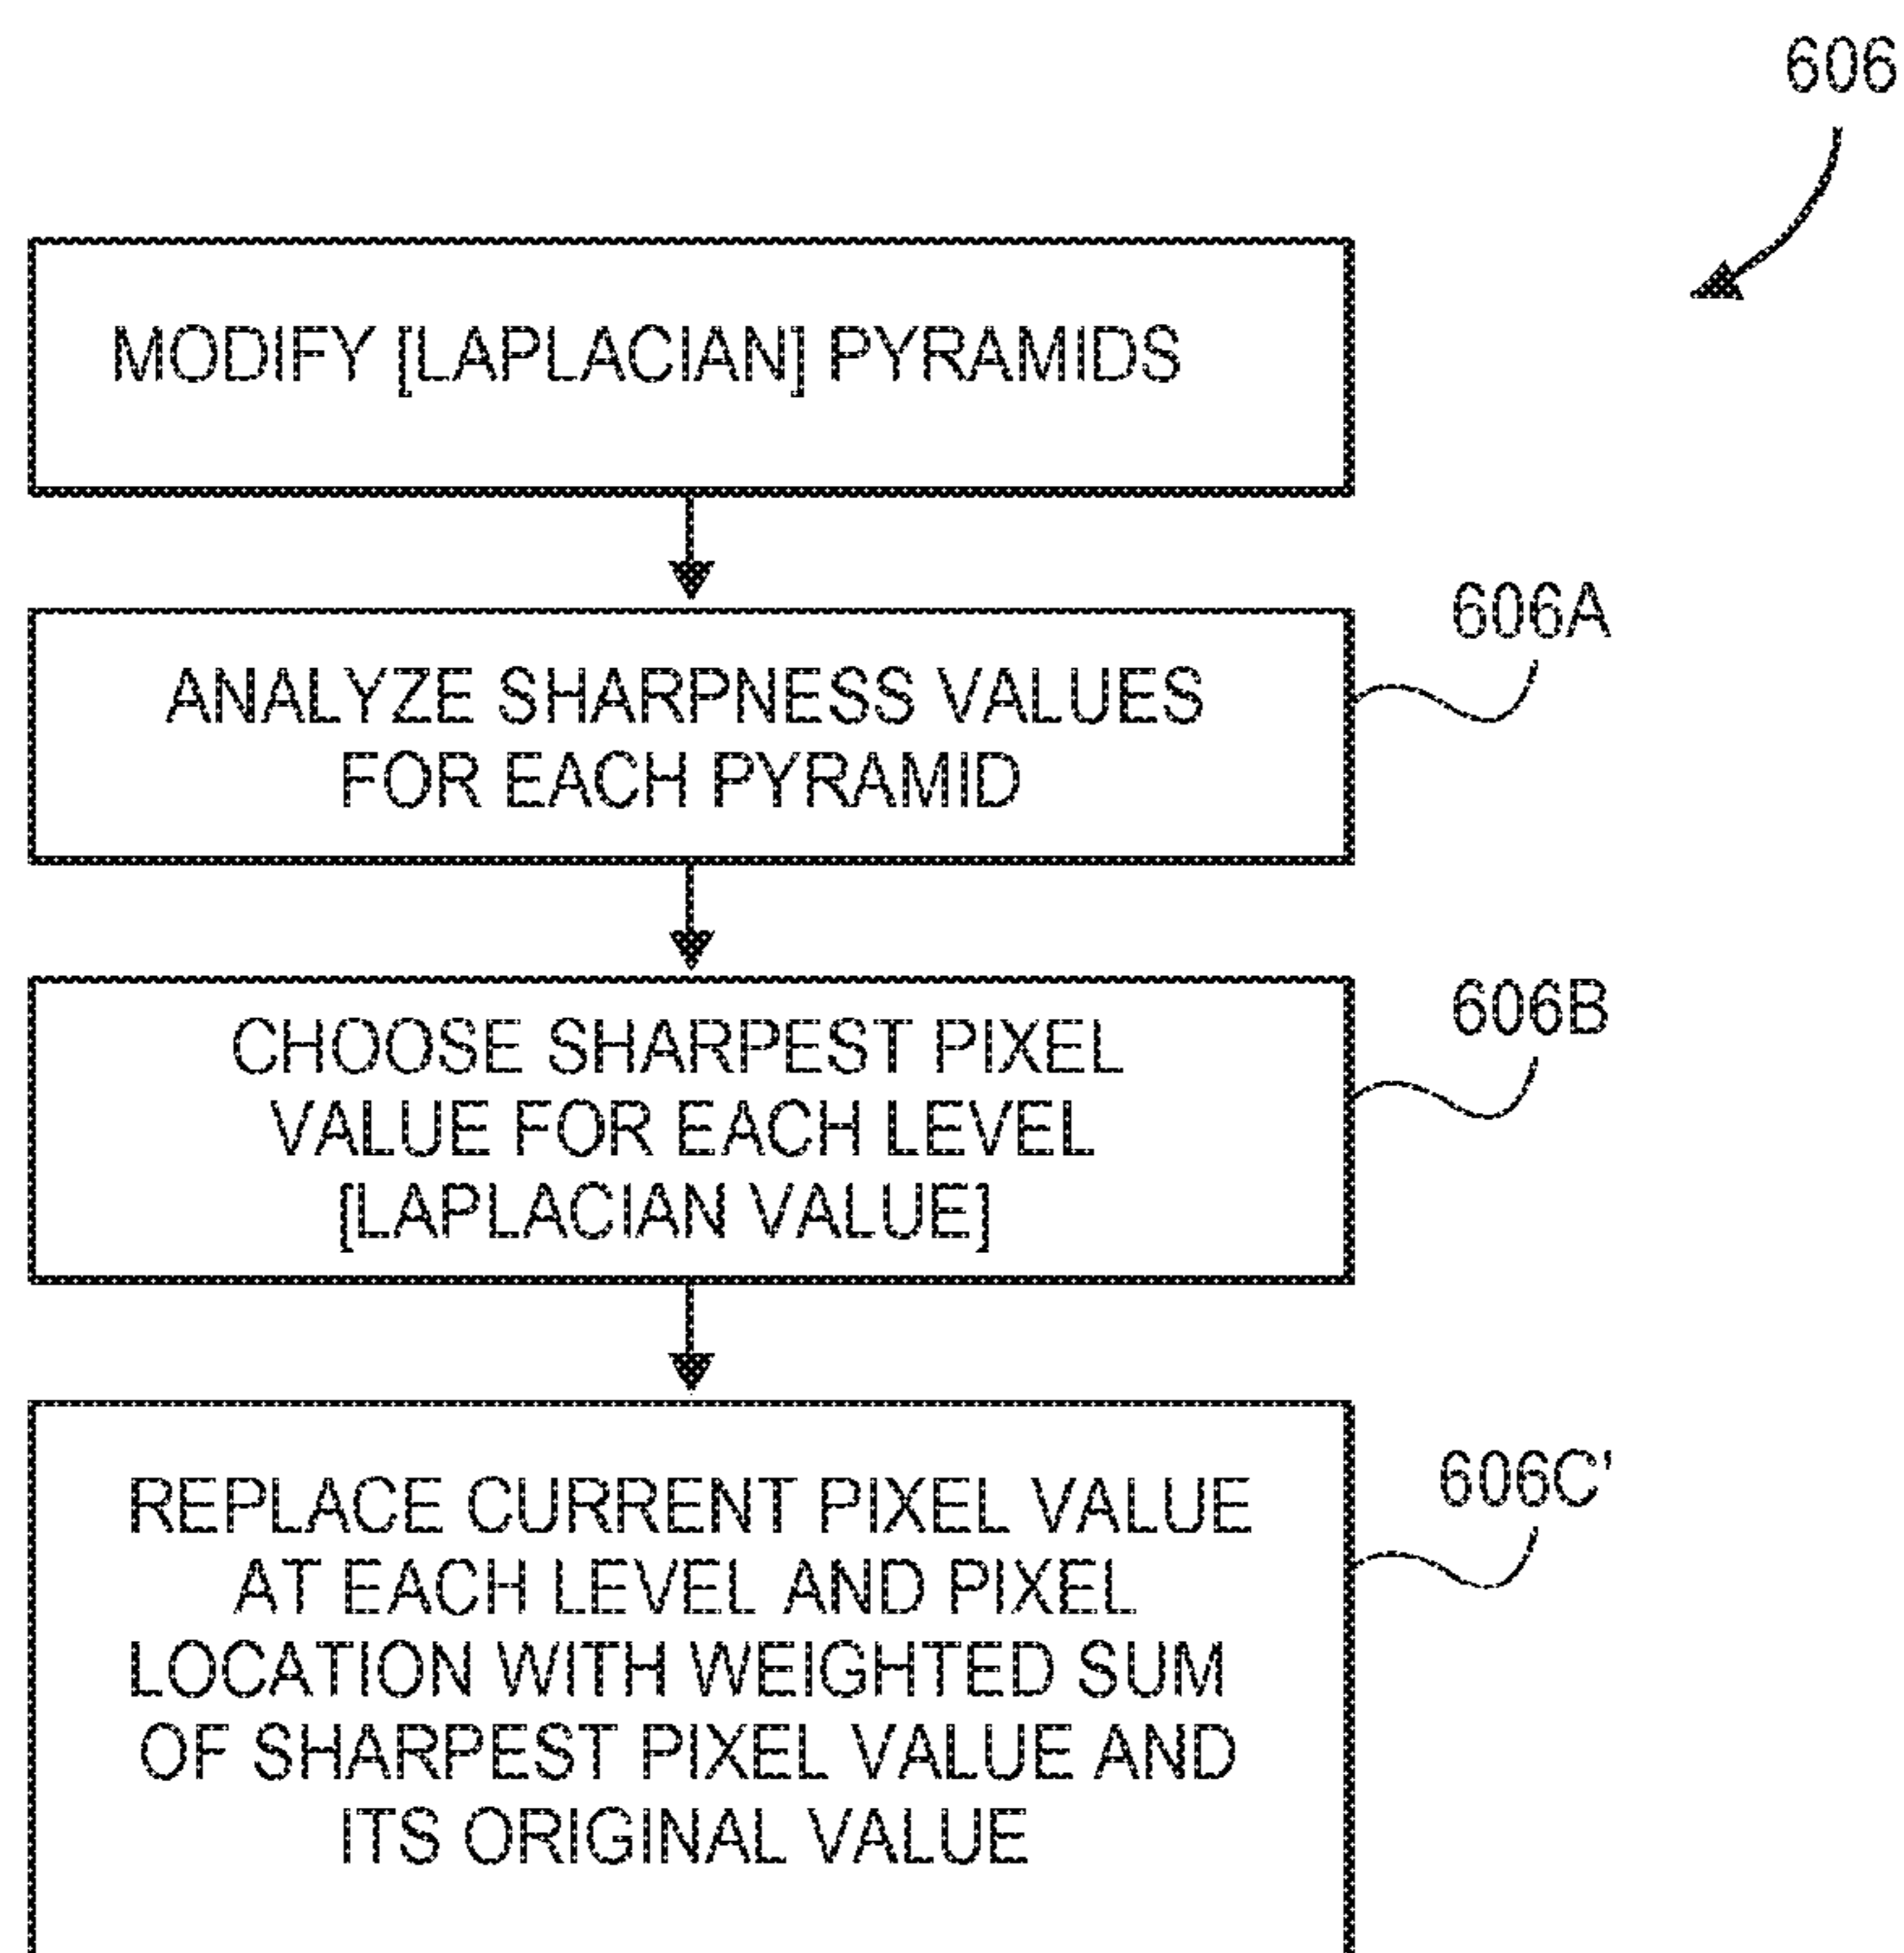 606
MODIFY [LAPLACIAN] PYRAMIDS
606A
ANALYZE SHARPNESS VALUES
FOR EACH PYRAMID
606B
CHOOSE SHARPEST PIXEL
VALUE FOR EACH LEVEL
[LAPLACIAN VALUE]
606C'
REPLACE CURRENT PIXEL VALUE
AT EACH LEVEL AND PIXEL
LOCATION WITH WEIGHTED SUM
OF SHARPEST PIXEL VALUE AND
ITS ORIGINAL VALUE